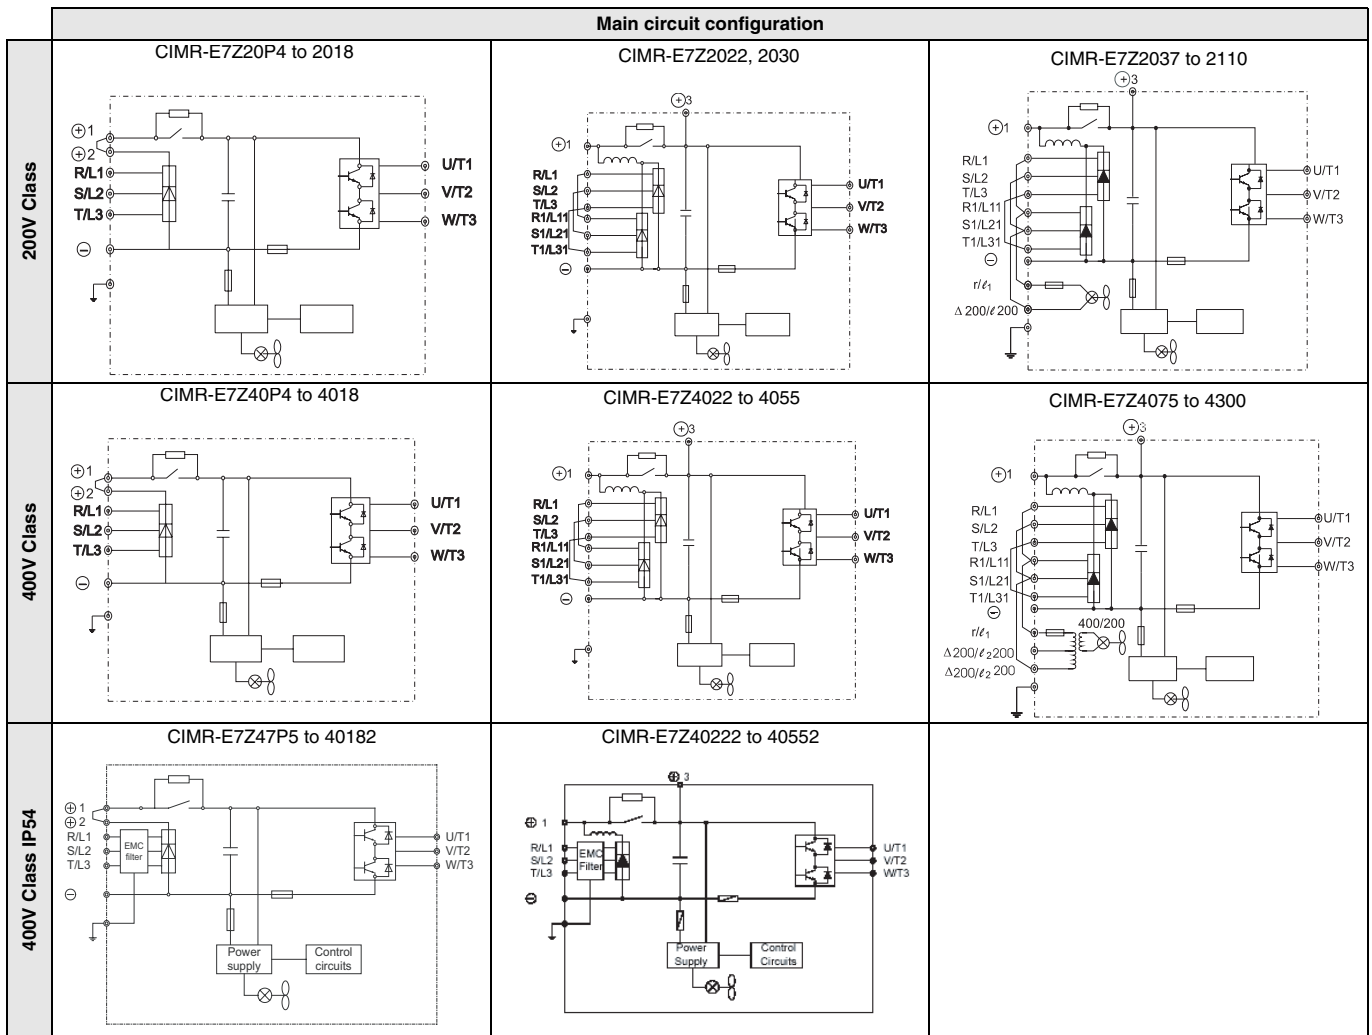 Main circuit configuration
200V Class
CIMR-E7Z20P4 to 2018
⊕1
⊕2
R/L1
S/L2
T/L3
⊖
U/T1
V/T2
W/T3
CIMR-E7Z2022, 2030
⊕3
⊕1
R/L1
S/L2
T/L3
R1/L11
S1/L21
T1/L31
⊖
U/T1
V/T2
W/T3
CIMR-E7Z2037 to 2110
⊕3
⊕1
R/L1
S/L2
T/L3
R1/L11
S1/L21
T1/L31
⊖
r/ℓ1
Δ200/ℓ200
U/T1
V/T2
W/T3
400V Class
CIMR-E7Z40P4 to 4018
⊕1
⊕2
R/L1
S/L2
T/L3
⊖
U/T1
V/T2
W/T3
CIMR-E7Z4022 to 4055
⊕3
⊕1
R/L1
S/L2
T/L3
R1/L11
S1/L21
T1/L31
⊖
U/T1
V/T2
W/T3
CIMR-E7Z4075 to 4300
⊕3
⊕1
R/L1
S/L2
T/L3
R1/L11
S1/L21
T1/L31
⊖
r/ℓ1
Δ200/ℓ2200
Δ200/ℓ2200
400/200
U/T1
V/T2
W/T3
400V Class IP54
CIMR-E7Z47P5 to 40182
⊕1
⊕2
R/L1
S/L2
T/L3
EMC
filter
⊖
U/T1
V/T2
W/T3
Power
supply
Control
circuits
CIMR-E7Z40222 to 40552
⊕ 3
⊕ 1
R/L1
S/L2
T/L3
EMC
Filter
⊖
U/T1
V/T2
W/T3
Power
Supply
Control
Circuits